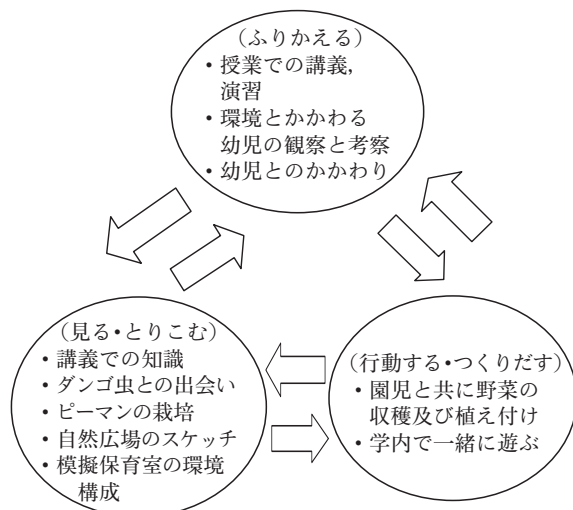 （ふりかえる）
・授業での講義，
演習
・環境とかかわる
幼児の観察と考察
・幼児とのかかわり
（見る・とりこむ）
・講義での知識
・ダンゴ虫との出会い
・ピーマンの栽培
・自然広場のスケッチ
・模擬保育室の環境
構成
（行動する・つくりだす）
・園児と共に野菜の
収穫及び植え付け
・学内で一緒に遊ぶ